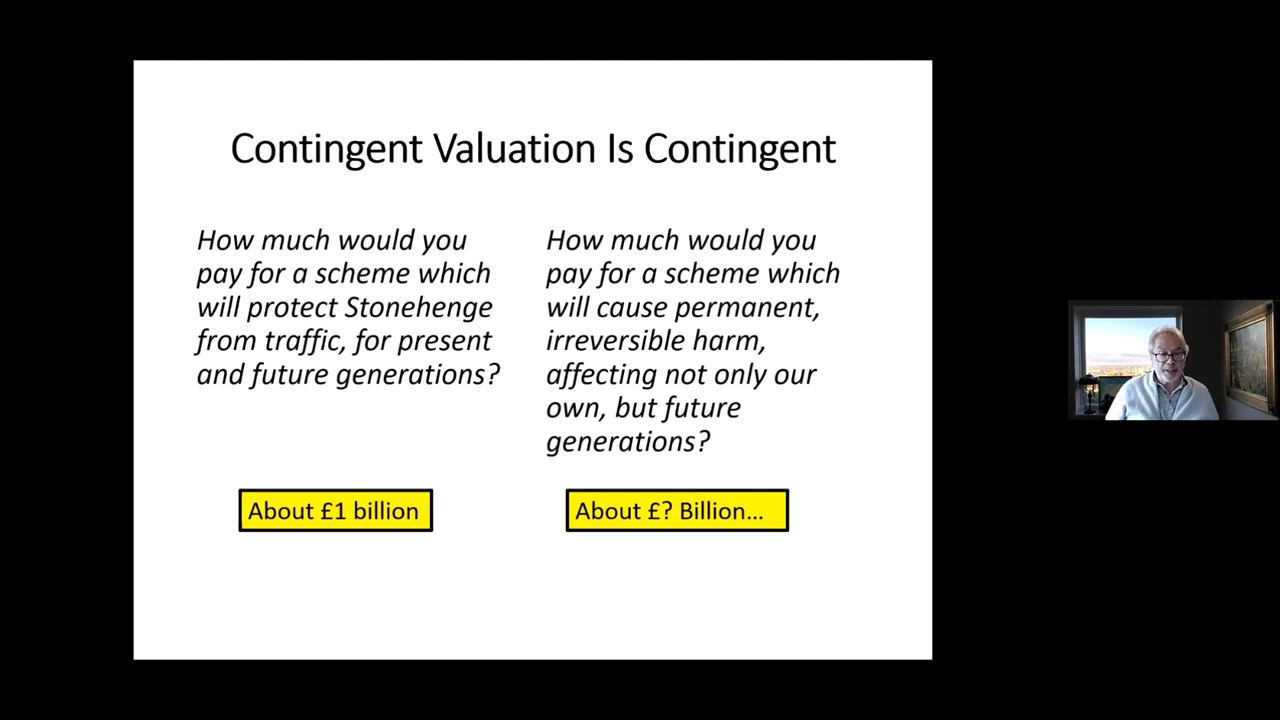 Contingent Valuation Is Contingent
How much would you
pay for a scheme which
will protect Stonehenge
from traffic, for present
and future generations?
How much would you
pay for a scheme which
will cause permanent,
irreversible harm,
affecting not only our
own, but future
generations?
About £1 billion
About £? Billion...